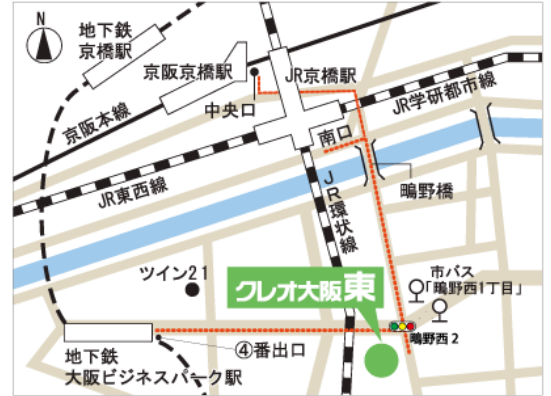 N
地下鉄
京橋駅
京阪京橋駅
JR京橋駅
中央口
京阪本線
JR学研都市線
南口
JR東西線
JR環状線
鴫野橋
ツイン21
クレオ大阪東
市バス
「鴫野西1丁目」
鴫野西2
④番出口
地下鉄
大阪ビジネスパーク駅